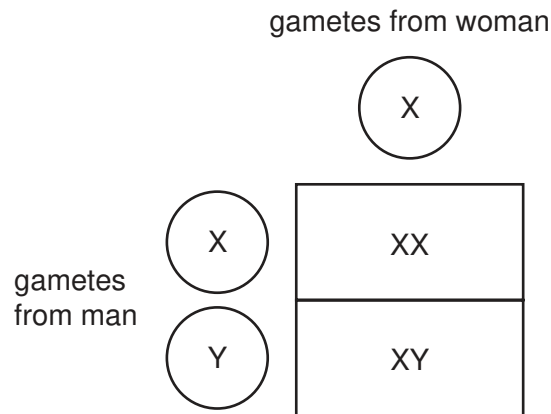 gametes from woman
X
X
XX
gametes
from man
Y
XY